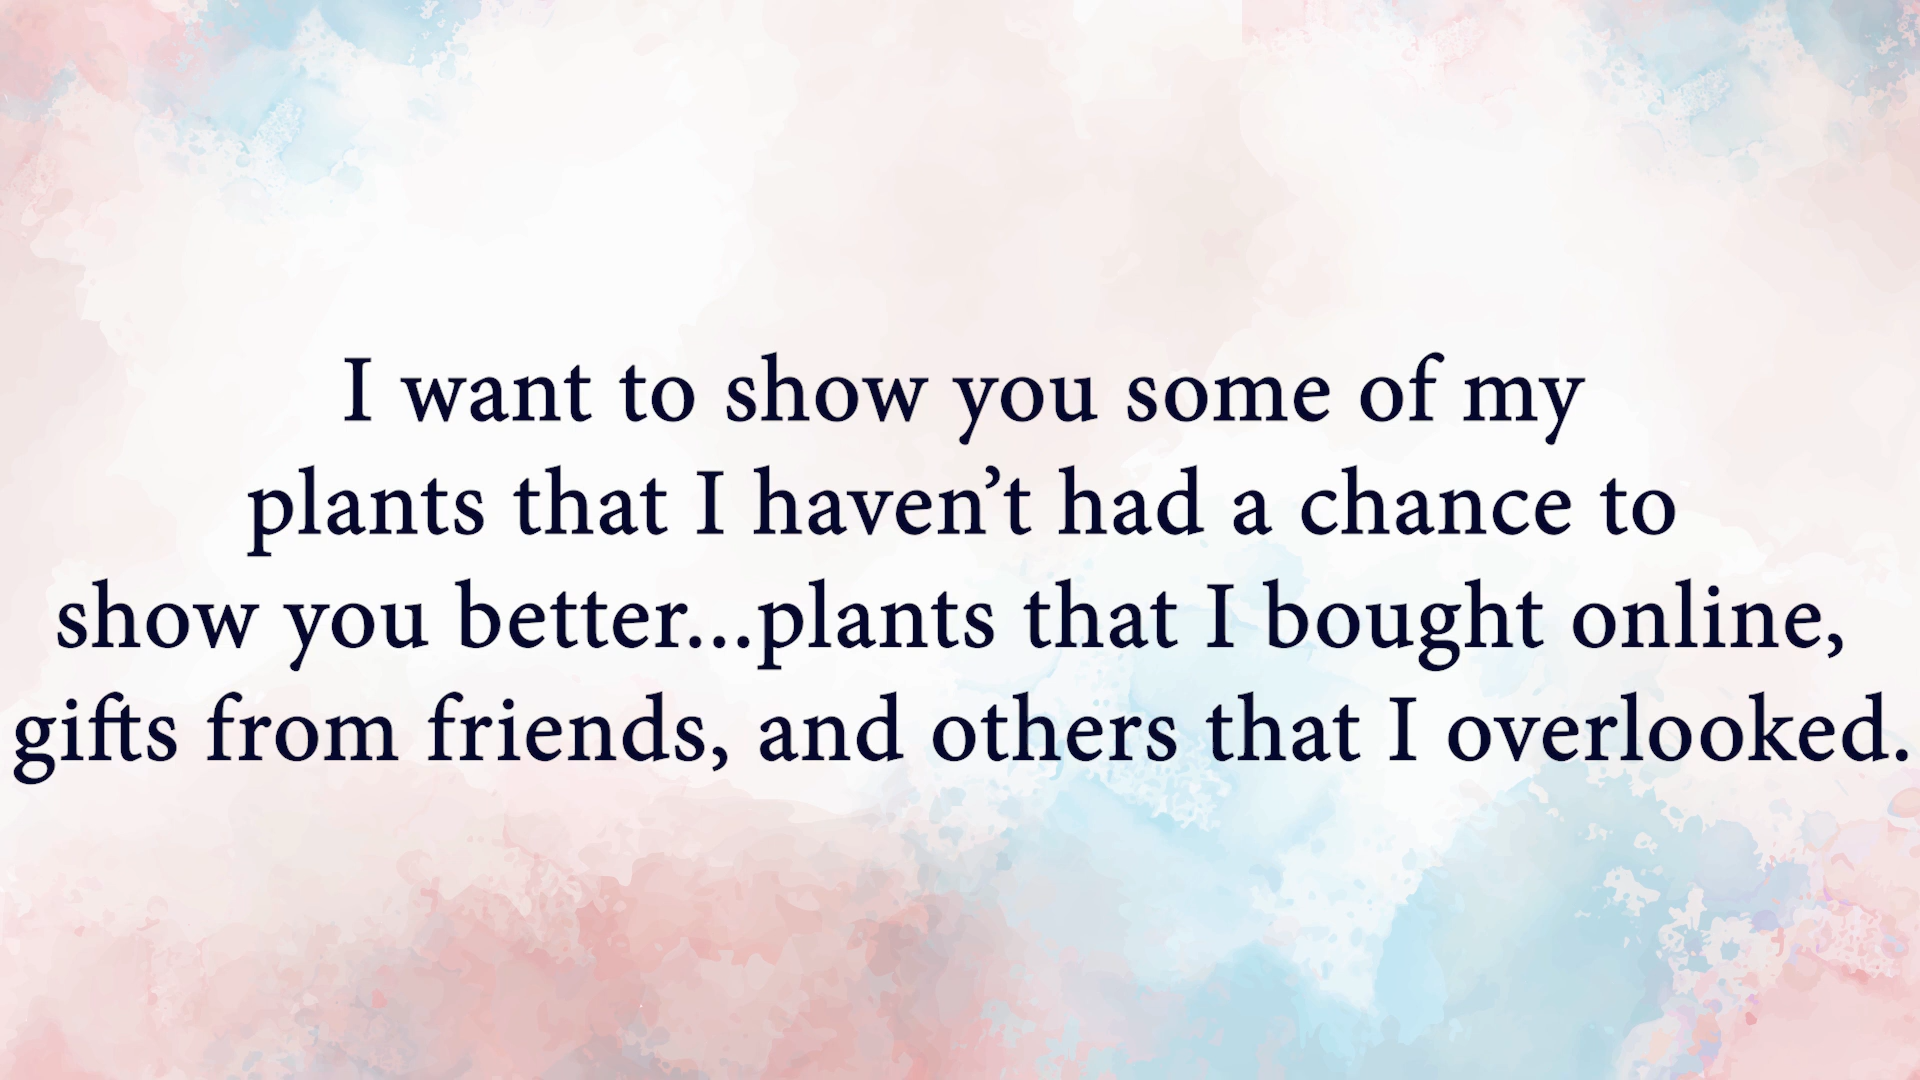 I want to show you some of my
plants that I haven’t had a chance to
show you better...plants that I bought online,
gifts from friends, and others that I overlooked.